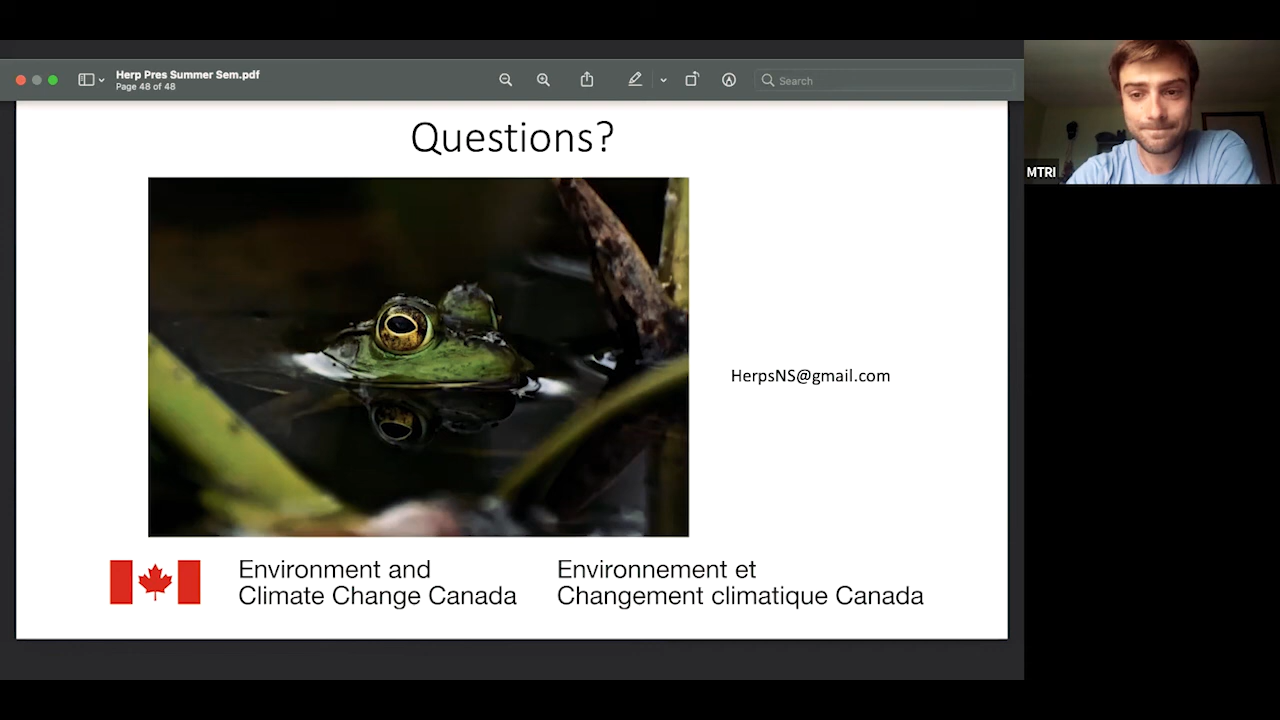 Herp Pres Summer Sem.pdf
Page 48 of 48
Search
MTRI
Questions?
HerpsNS@gmail.com
Environment and
Climate Change Canada
Environnement et
Changement climatique Canada